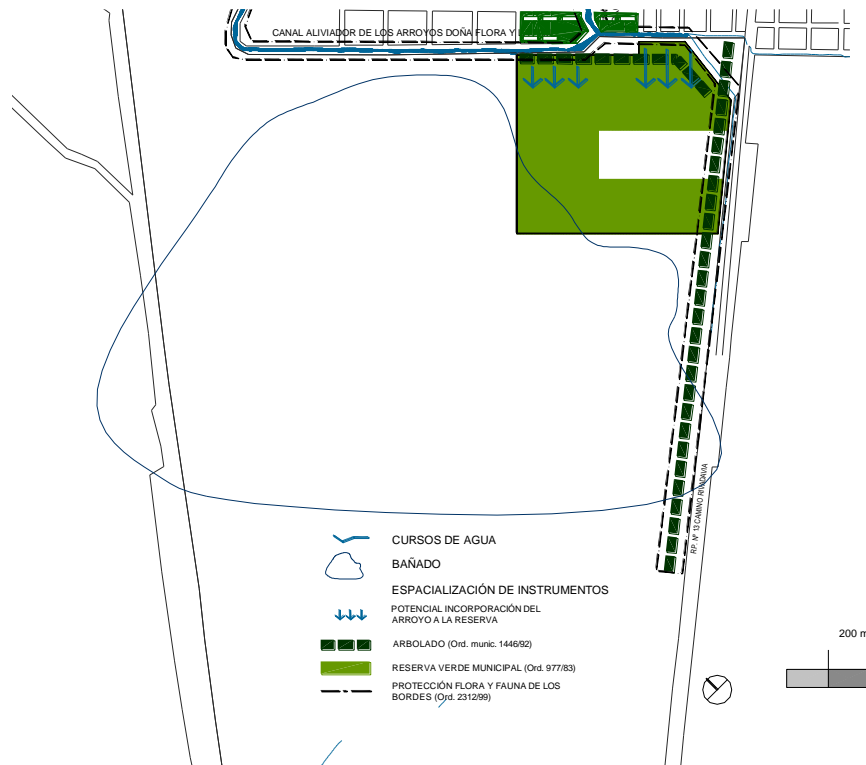 CANAL ALIVIADOR DE LOS ARROYOS DOÑA FLORA Y
RP. Nº 13 CAMINO RIVADAVIA
CURSOS DE AGUA
BAÑADO
ESPACIALIZACIÓN DE INSTRUMENTOS
POTENCIAL INCORPORACIÓN DEL
ARROYO A LA RESERVA
ARBOLADO (Ord. munic. 1446/92)
RESERVA VERDE MUNICIPAL (Ord. 977/83)
PROTECCIÓN FLORA Y FAUNA DE LOS
BORDES (Ord. 2312/99)
200 m